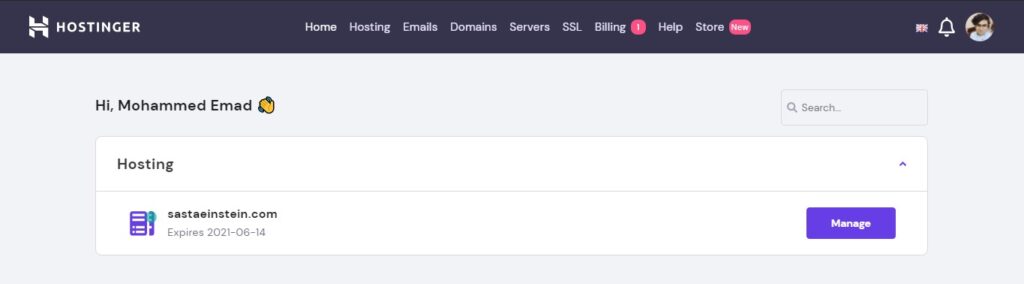 HOSTINGER Home Hosting Emails Domains Servers SSL Billing 1 Help Store New
Hi, Mohammed Emad 👋
Search...
Hosting
sastaeinstein.com
Expires 2021-06-14
Manage